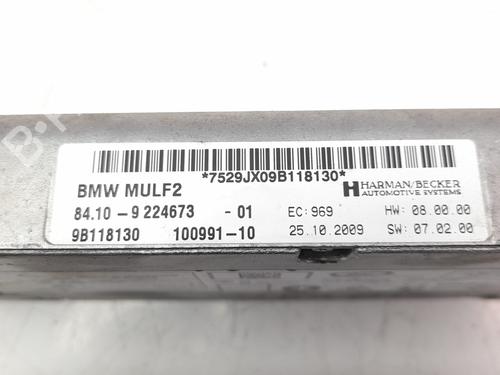 *7529JX09B118130*
BMW MULF2
HARMAN/BECKER
AUTOMOTIVE SYSTEMS
84.10 - 9 224673 - 01 EC: 969 HW: 08.00.00
9B118130 100991-10 25.10.2009 SW: 07.02.00